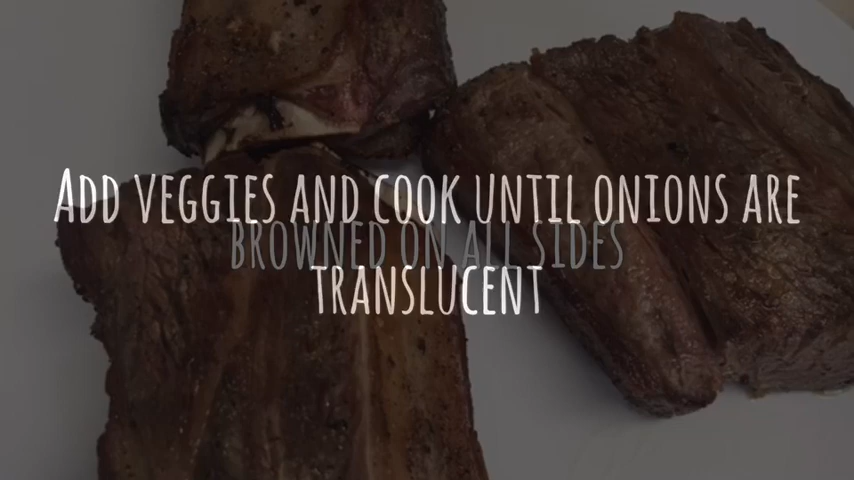 Add veggies and cook until onions are
browned on all sides
translucent